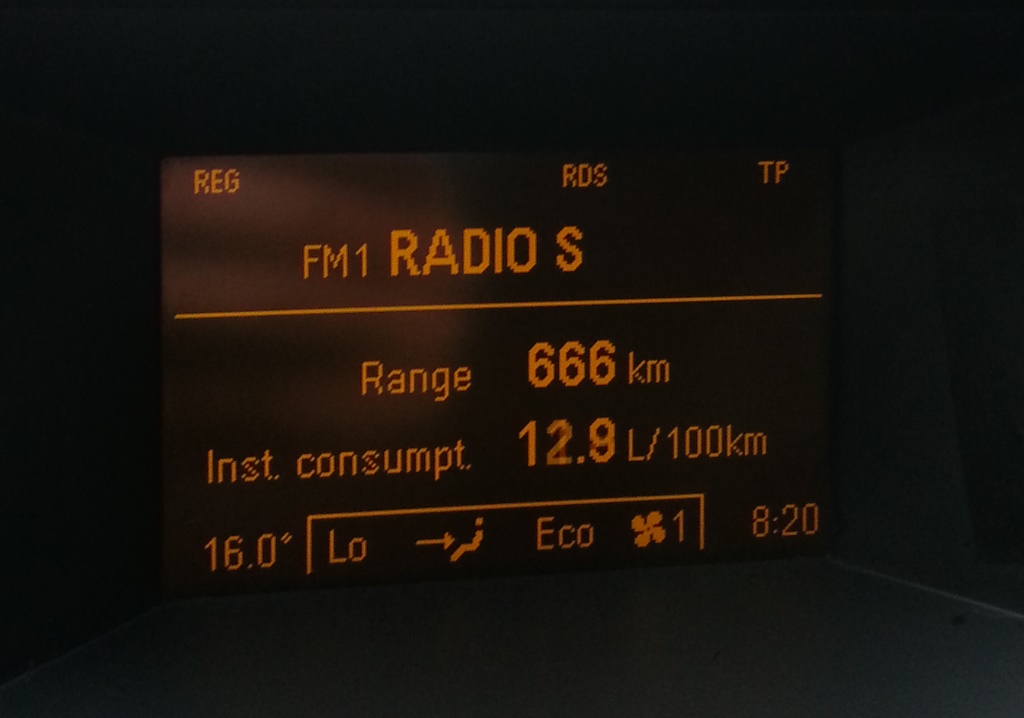 REG RDS TP
FM1 RADIO S
Range 666 km
Inst. consumpt. 12.9 L/100km
16.0° Lo Eco 1 8:20